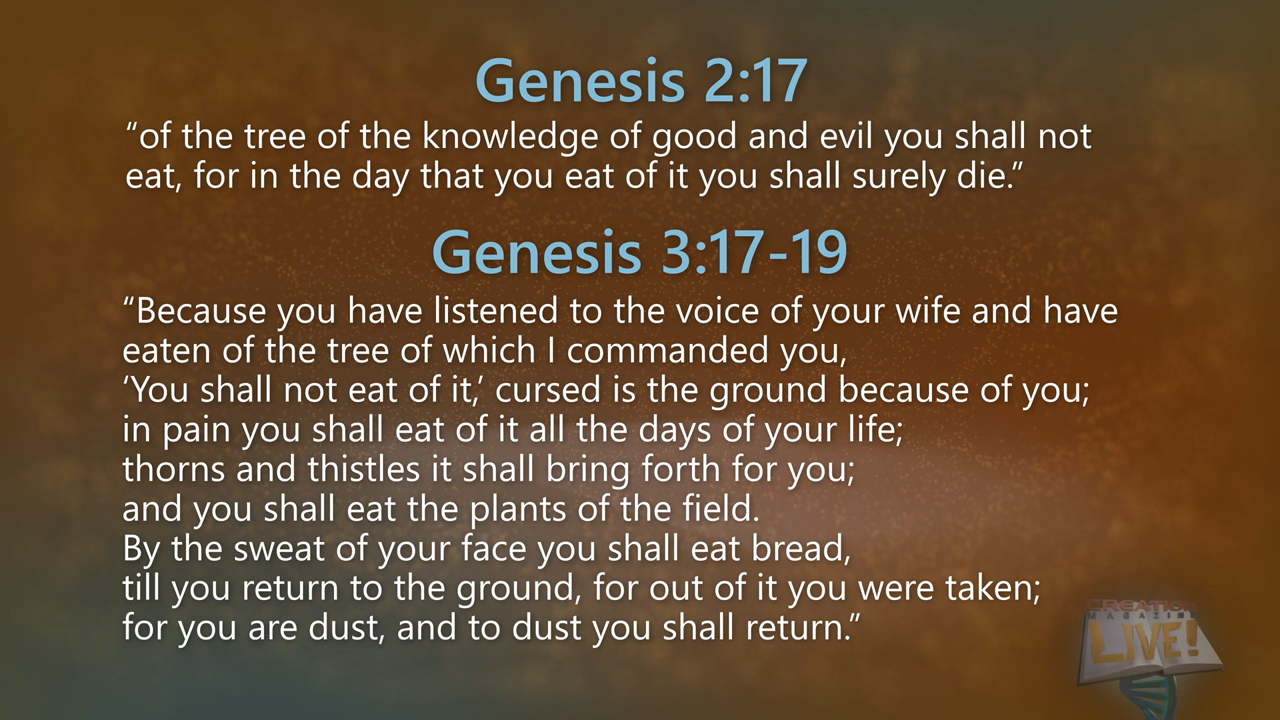 Genesis 2:17
“of the tree of the knowledge of good and evil you shall not
eat, for in the day that you eat of it you shall surely die.”
Genesis 3:17-19
“Because you have listened to the voice of your wife and have
eaten of the tree of which I commanded you,
‘You shall not eat of it,’ cursed is the ground because of you;
in pain you shall eat of it all the days of your life;
thorns and thistles it shall bring forth for you;
and you shall eat the plants of the field.
By the sweat of your face you shall eat bread,
till you return to the ground, for out of it you were taken;
for you are dust, and to dust you shall return.”
CREATION
MAGAZINE
LIVE!